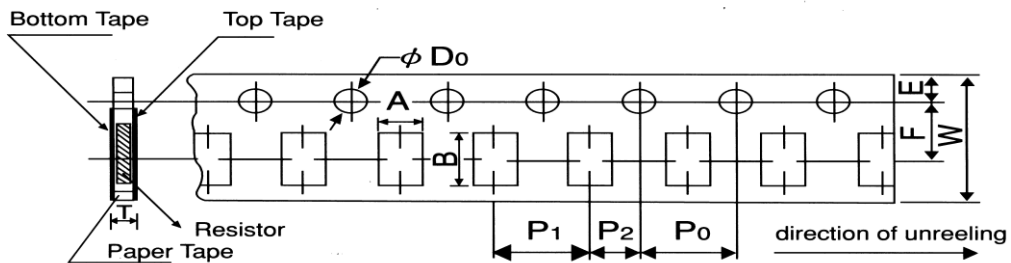 Bottom Tape
Top Tape
φ D₀
A
B
E
F
W
T
P₁
P₂
P₀
Resistor
Paper Tape
direction of unreeling